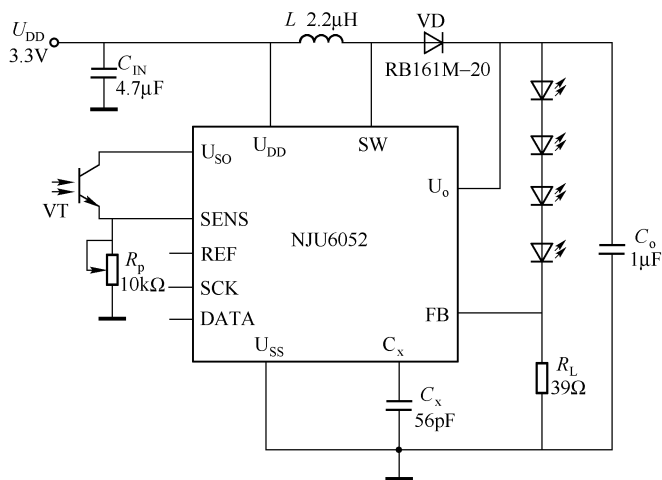 U_DD
3.3V
L 2.2μH
VD
RB161M–20
C_IN
4.7μF
U_SO
U_DD
SW
U_o
VT
SENS
NJU6052
REF
R_p
10kΩ
SCK
DATA
FB
C_o
1μF
U_SS
C_x
R_L
39Ω
C_x
56pF